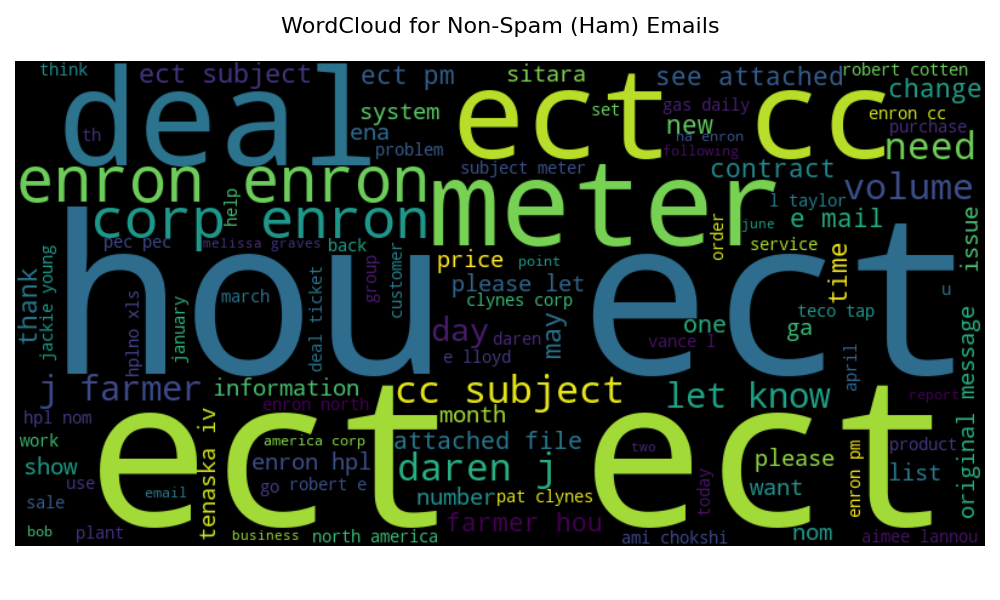 WordCloud for Non-Spam (Ham) Emails
think
ect subject
ect pm
sitara
see attached
robert cotten
deal
ect cc
change
system
set
gas daily
enron cc
th
ena
new
ha enron
purchase
problem
following
need
enron enron
subject meter
contract
meter
volume
help
l taylor
corp enron
order
june
e mail
issue
pec pec
melissa graves
back
service
hou ect
thank
jackie young
customer
group
price
point
time
please let
u
hplno xls
january
march
deal ticket
clynes corp
teco tap
day
daren
may
one
ga
vance l
e lloyd
april
j farmer
information
cc subject
let know
report
original message
hpl nom
enron north
month
ect ect
work
tenaska iv
america corp
attached file
two
enron pm
product
show
enron hpl
daren j
please
list
use
go
robert e
email
number
pat clynes
want
today
sale
farmer hou
bob
plant
business
north america
ami chokshi
nom
aimee lannou